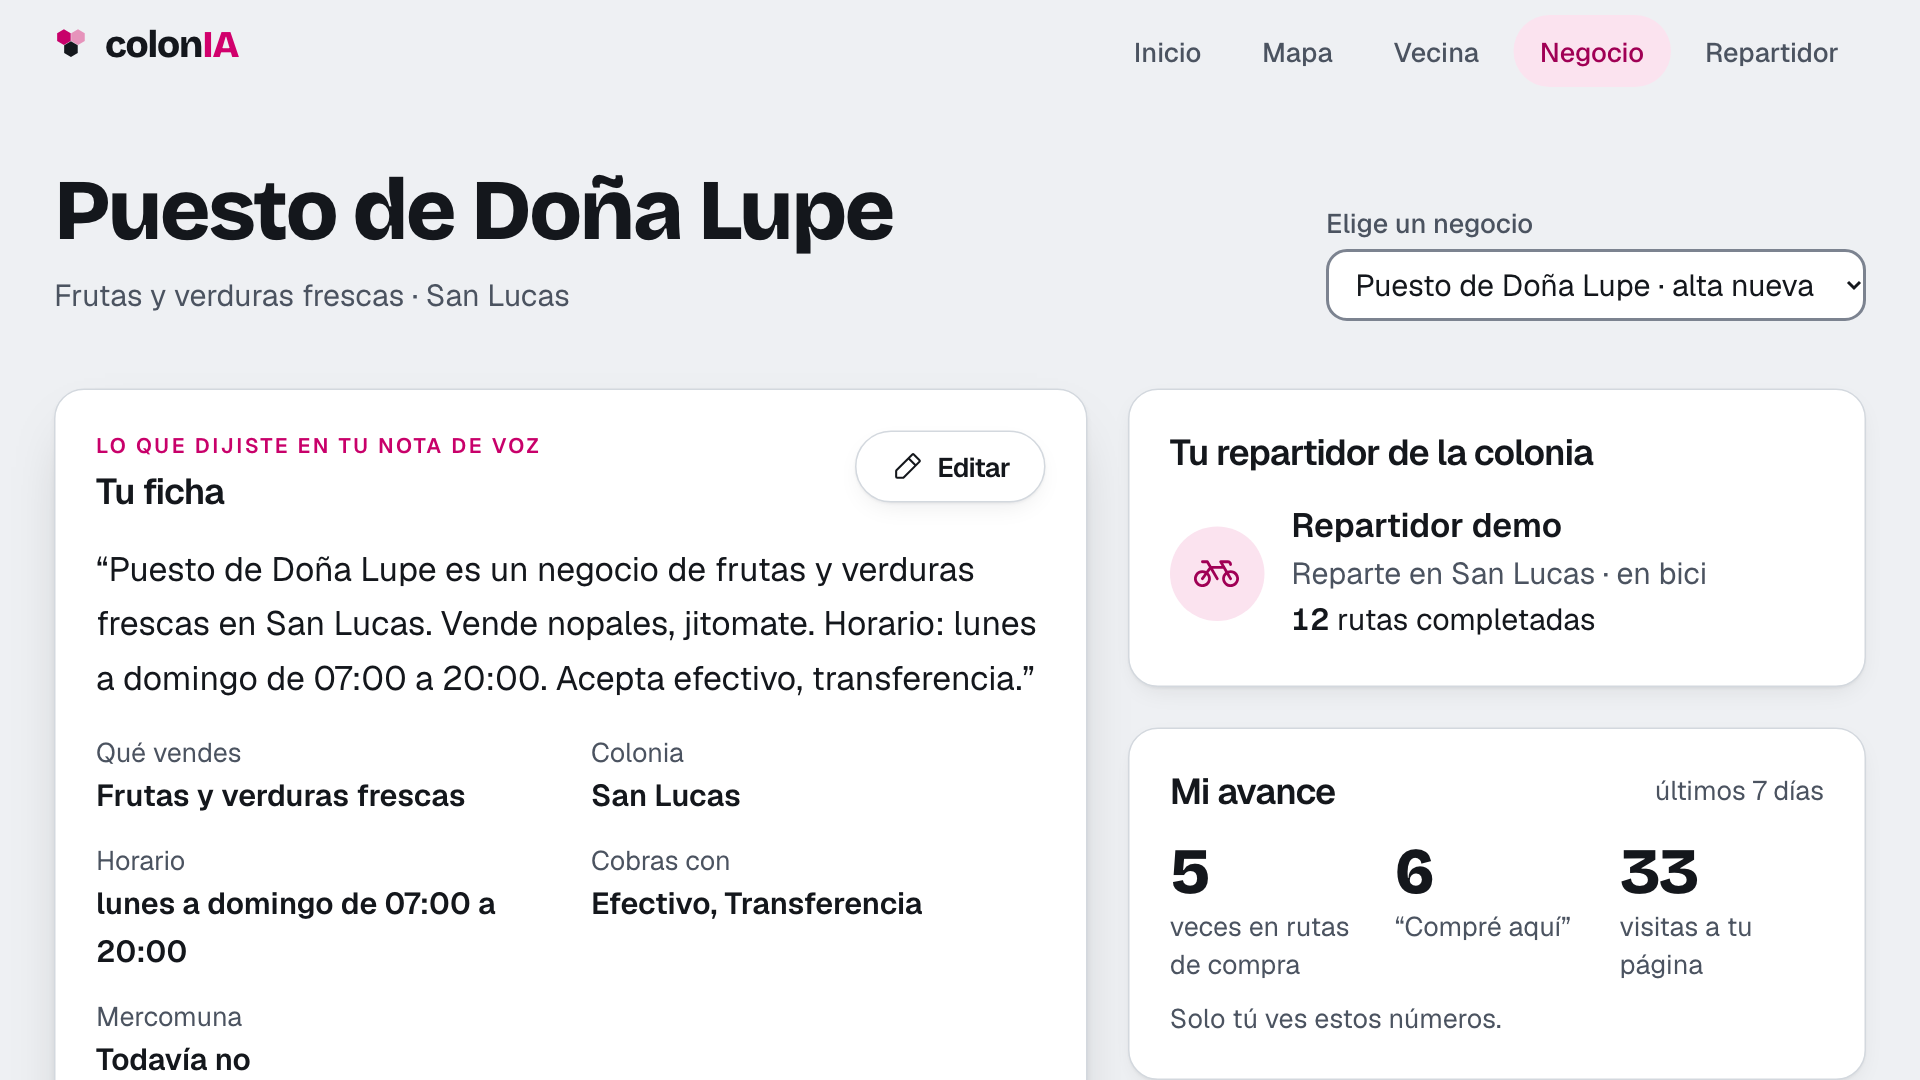 colonIA
Inicio
Mapa
Vecina
Negocio
Repartidor
Puesto de Doña Lupe
Frutas y verduras frescas · San Lucas
Elige un negocio
Puesto de Doña Lupe · alta nueva
LO QUE DIJISTE EN TU NOTA DE VOZ
Tu ficha
Editar
“Puesto de Doña Lupe es un negocio de frutas y verduras
frescas en San Lucas. Vende nopales, jitomate. Horario: lunes
a domingo de 07:00 a 20:00. Acepta efectivo, transferencia.”
Qué vendes
Frutas y verduras frescas
Colonia
San Lucas
Horario
lunes a domingo de 07:00 a
20:00
Cobras con
Efectivo, Transferencia
Mercomuna
Todavía no
Tu repartidor de la colonia
Repartidor demo
Reparte en San Lucas · en bici
12 rutas completadas
Mi avance
últimos 7 días
5
veces en rutas
de compra
6
“Compré aquí”
33
visitas a tu
página
Solo tú ves estos números.